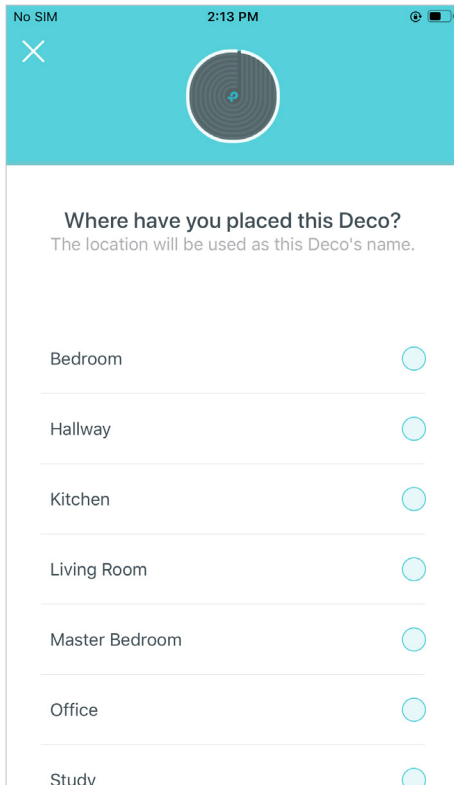 No SIM 2:13 PM
Where have you placed this Deco?
The location will be used as this Deco's name.
Bedroom
Hallway
Kitchen
Living Room
Master Bedroom
Office
Study